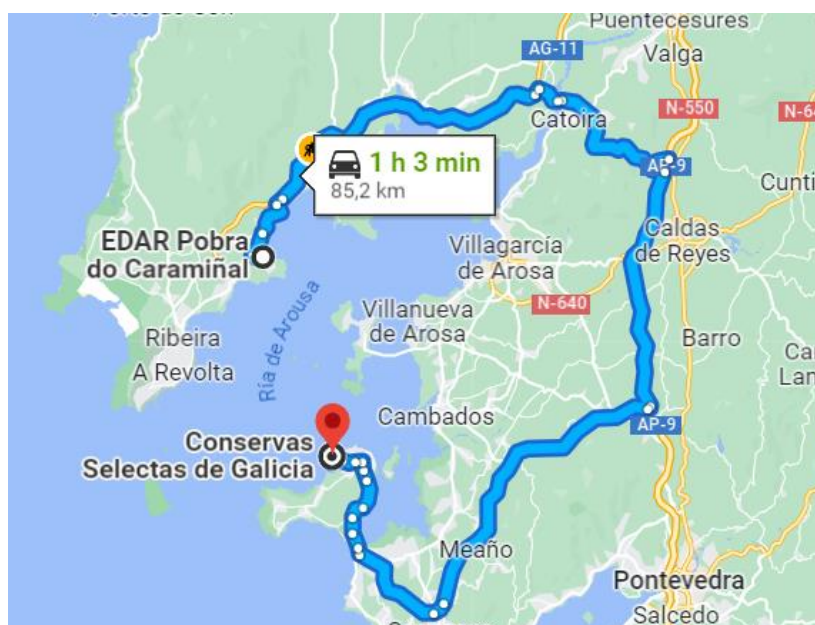 Puentecesures
AG-11
Valga
N-550
Catoira
1 h 3 min
85,2 km
AP-9
EDAR Pobra
do Caramiñal
Villagarcía
de Arosa
Caldas
de Reyes
N-640
Ría de Arousa
Villanueva
de Arosa
Ribeira
A Revolta
Barro
Cambados
AP-9
Conservas
Selectas de Galicia
Meaño
Pontevedra
Salcedo